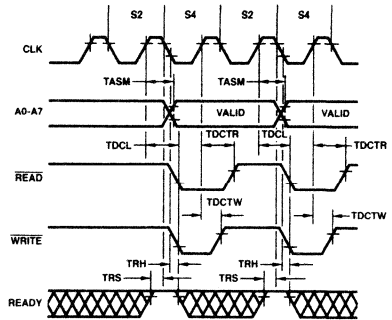 S2 S4 S2 S4
CLK
TASM TASM
A0-A7 VALID VALID
TDCL TDCTR TDCL TDCTR
READ
TDCTW TDCTW
WRITE
TRH TRH
TRS TRS
READY